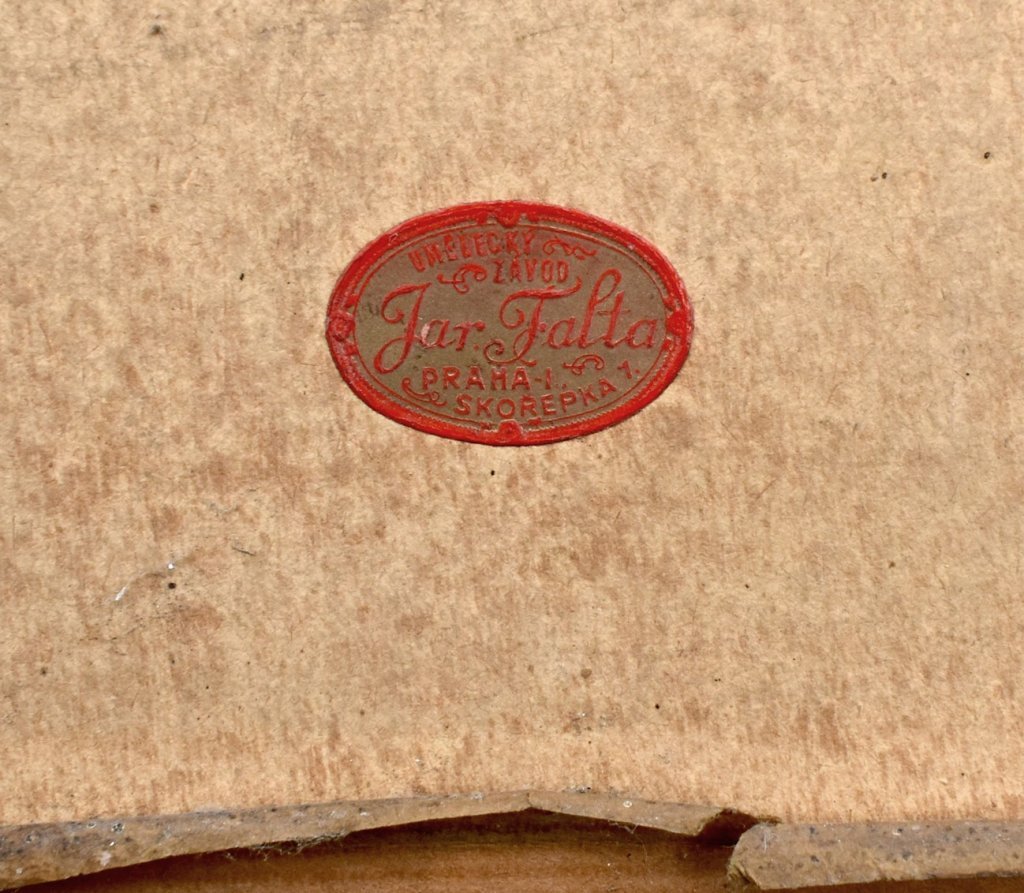 UMĚLECKÝ
ZÁVOD
Jar. Falta
PRAHA-I.,
SKOŘEPKA 1.